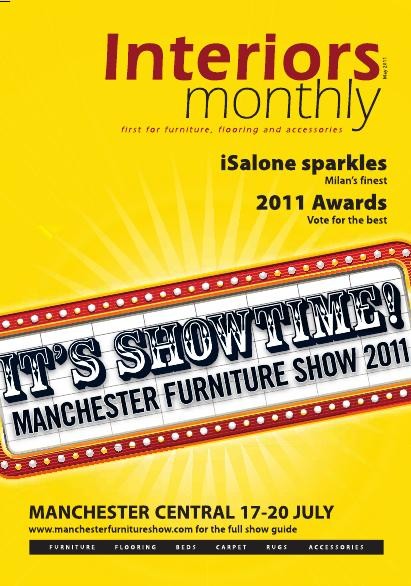 Interiors
monthly
May 2011
first for furniture, flooring and accessories
iSalone sparkles
Milan's finest
2011 Awards
Vote for the best
IT'S SHOWTIME!
MANCHESTER FURNITURE SHOW 2011
MANCHESTER CENTRAL 17-20 JULY
www.manchesterfurnitureshow.com for the full show guide
FURNITURE FLOORING BEDS CARPET RUGS ACCESSORIES